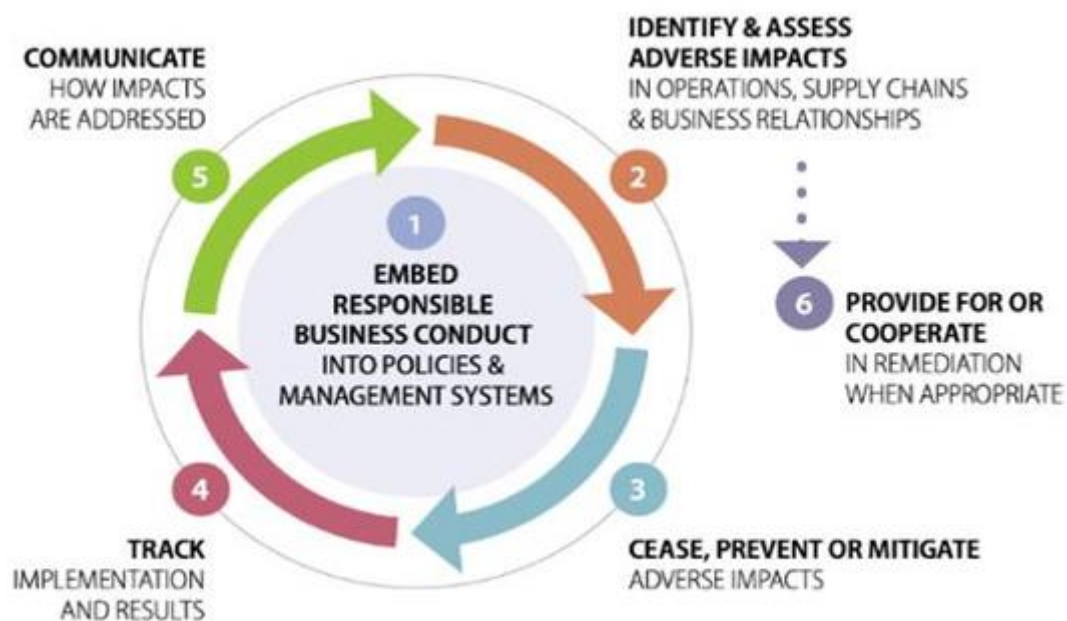 1
EMBED
RESPONSIBLE
BUSINESS CONDUCT
INTO POLICIES &
MANAGEMENT SYSTEMS
2
IDENTIFY & ASSESS
ADVERSE IMPACTS
IN OPERATIONS, SUPPLY CHAINS
& BUSINESS RELATIONSHIPS
3
CEASE, PREVENT OR MITIGATE
ADVERSE IMPACTS
4
TRACK
IMPLEMENTATION
AND RESULTS
5
COMMUNICATE
HOW IMPACTS
ARE ADDRESSED
6
PROVIDE FOR OR
COOPERATE
IN REMEDIATION
WHEN APPROPRIATE